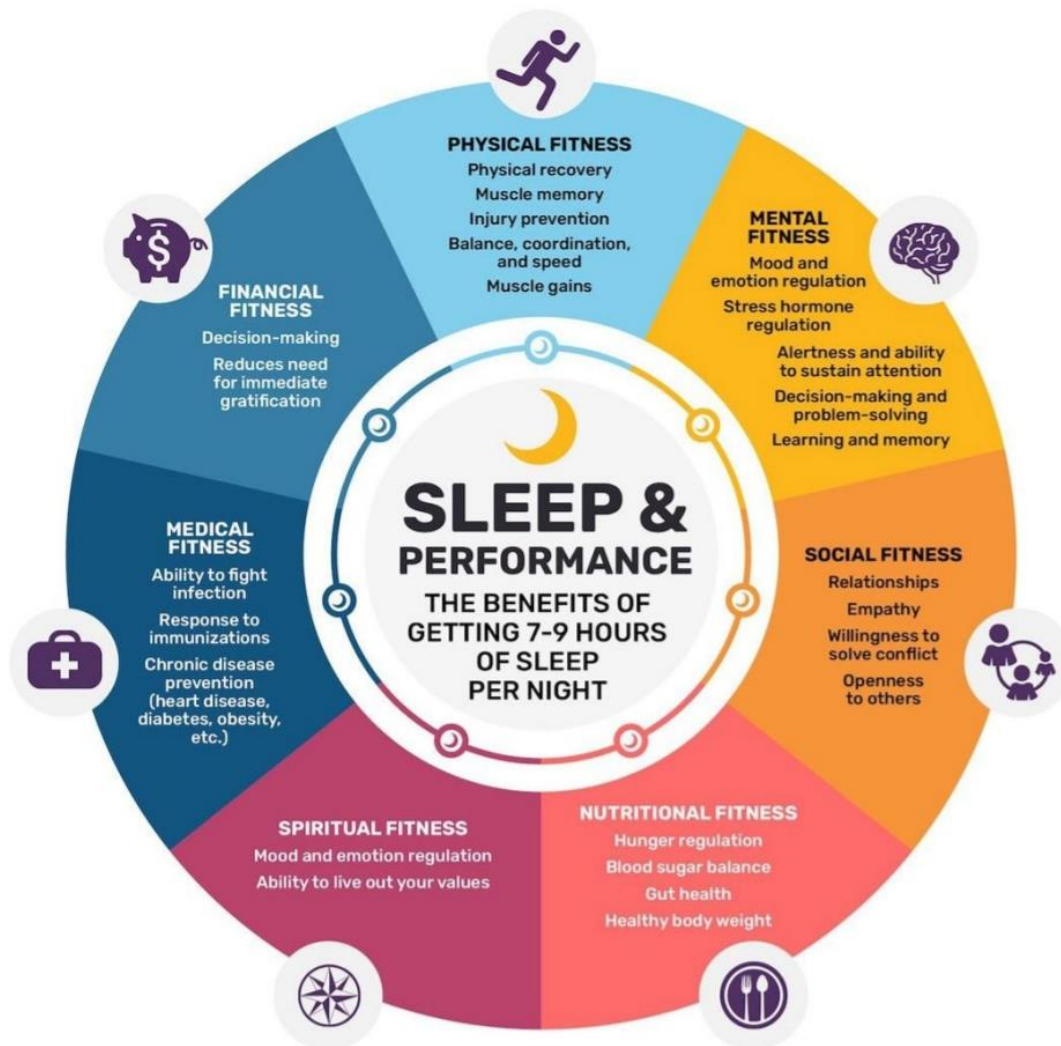 SLEEP &
PERFORMANCE
THE BENEFITS OF
GETTING 7-9 HOURS
OF SLEEP
PER NIGHT
PHYSICAL FITNESS
Physical recovery
Muscle memory
Injury prevention
Balance, coordination,
and speed
Muscle gains
MENTAL
FITNESS
Mood and
emotion regulation
Stress hormone
regulation
Alertness and ability
to sustain attention
Decision-making and
problem-solving
Learning and memory
SOCIAL FITNESS
Relationships
Empathy
Willingness to
solve conflict
Openness
to others
NUTRITIONAL FITNESS
Hunger regulation
Blood sugar balance
Gut health
Healthy body weight
SPIRITUAL FITNESS
Mood and emotion regulation
Ability to live out your values
MEDICAL
FITNESS
Ability to fight
infection
Response to
immunizations
Chronic disease
prevention
(heart disease,
diabetes, obesity,
etc.)
FINANCIAL
FITNESS
Decision-making
Reduces need
for immediate
gratification
$